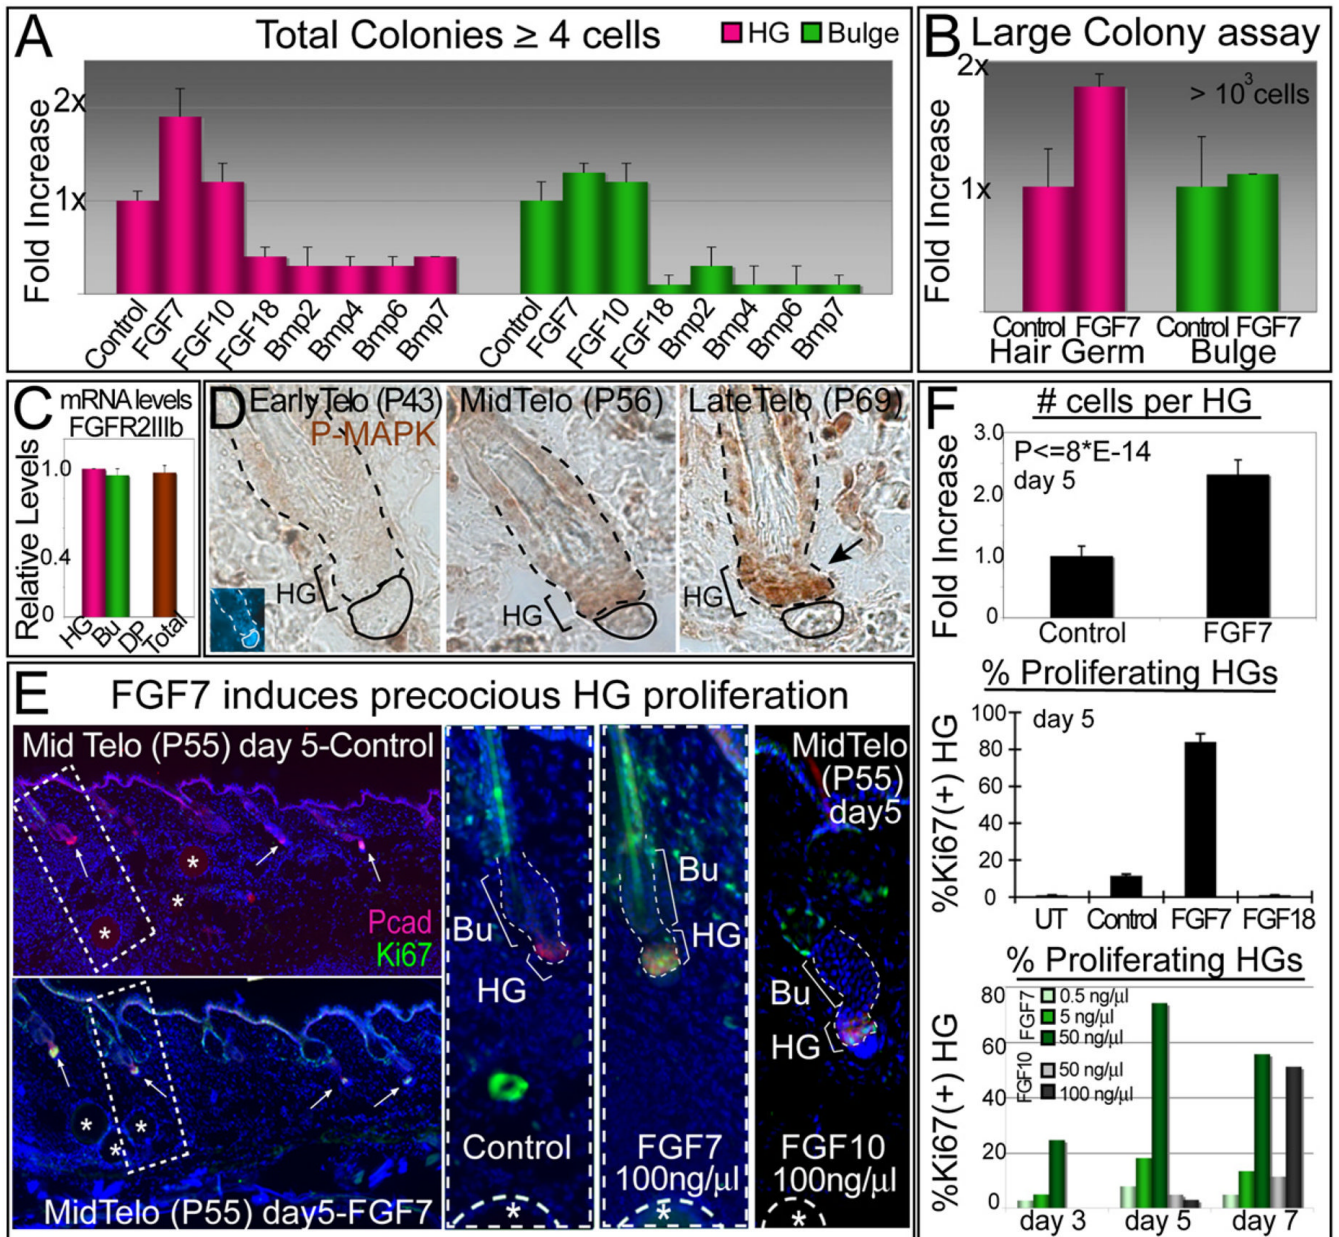 A
Total Colonies ≥ 4 cells
HG Bulge
Fold Increase
2x
1x
Control FGF7 FGF10 FGF18 Bmp2 Bmp4 Bmp6 Bmp7
Control FGF7 FGF10 FGF18 Bmp2 Bmp4 Bmp6 Bmp7
B Large Colony assay
2x
> 10³ cells
Fold Increase
1x
Control FGF7 Control FGF7
Hair Germ Bulge
C mRNA levels
FGFR2IIIb
Relative Levels
1.0
0.4
0
HG Bu DP Total
D
EarlyTelo (P43)
P-MAPK
HG
MidTelo (P56)
HG
LateTelo (P69)
HG
E
FGF7 induces precocious HG proliferation
Mid Telo (P55) day 5-Control
*
*
*
Pcad
Ki67
* *
*
MidTelo (P55) day5-FGF7
Bu
HG
Control
*
Bu
HG
FGF7
100ng/µl
*
MidTelo
(P55)
day5
Bu
HG
FGF10
100ng/µl
*
F
# cells per HG
Fold Increase
3.0
2.0
1.0
0
P<=8*E-14
day 5
Control FGF7
% Proliferating HGs
%Ki67(+) HG
100
80
60
40
20
0
day 5
UT Control FGF7 FGF18
% Proliferating HGs
%Ki67(+) HG
80
60
40
20
0
FGF7
0.5 ng/µl
5 ng/µl
50 ng/µl
FGF10
50 ng/µl
100 ng/µl
day 3 day 5 day 7